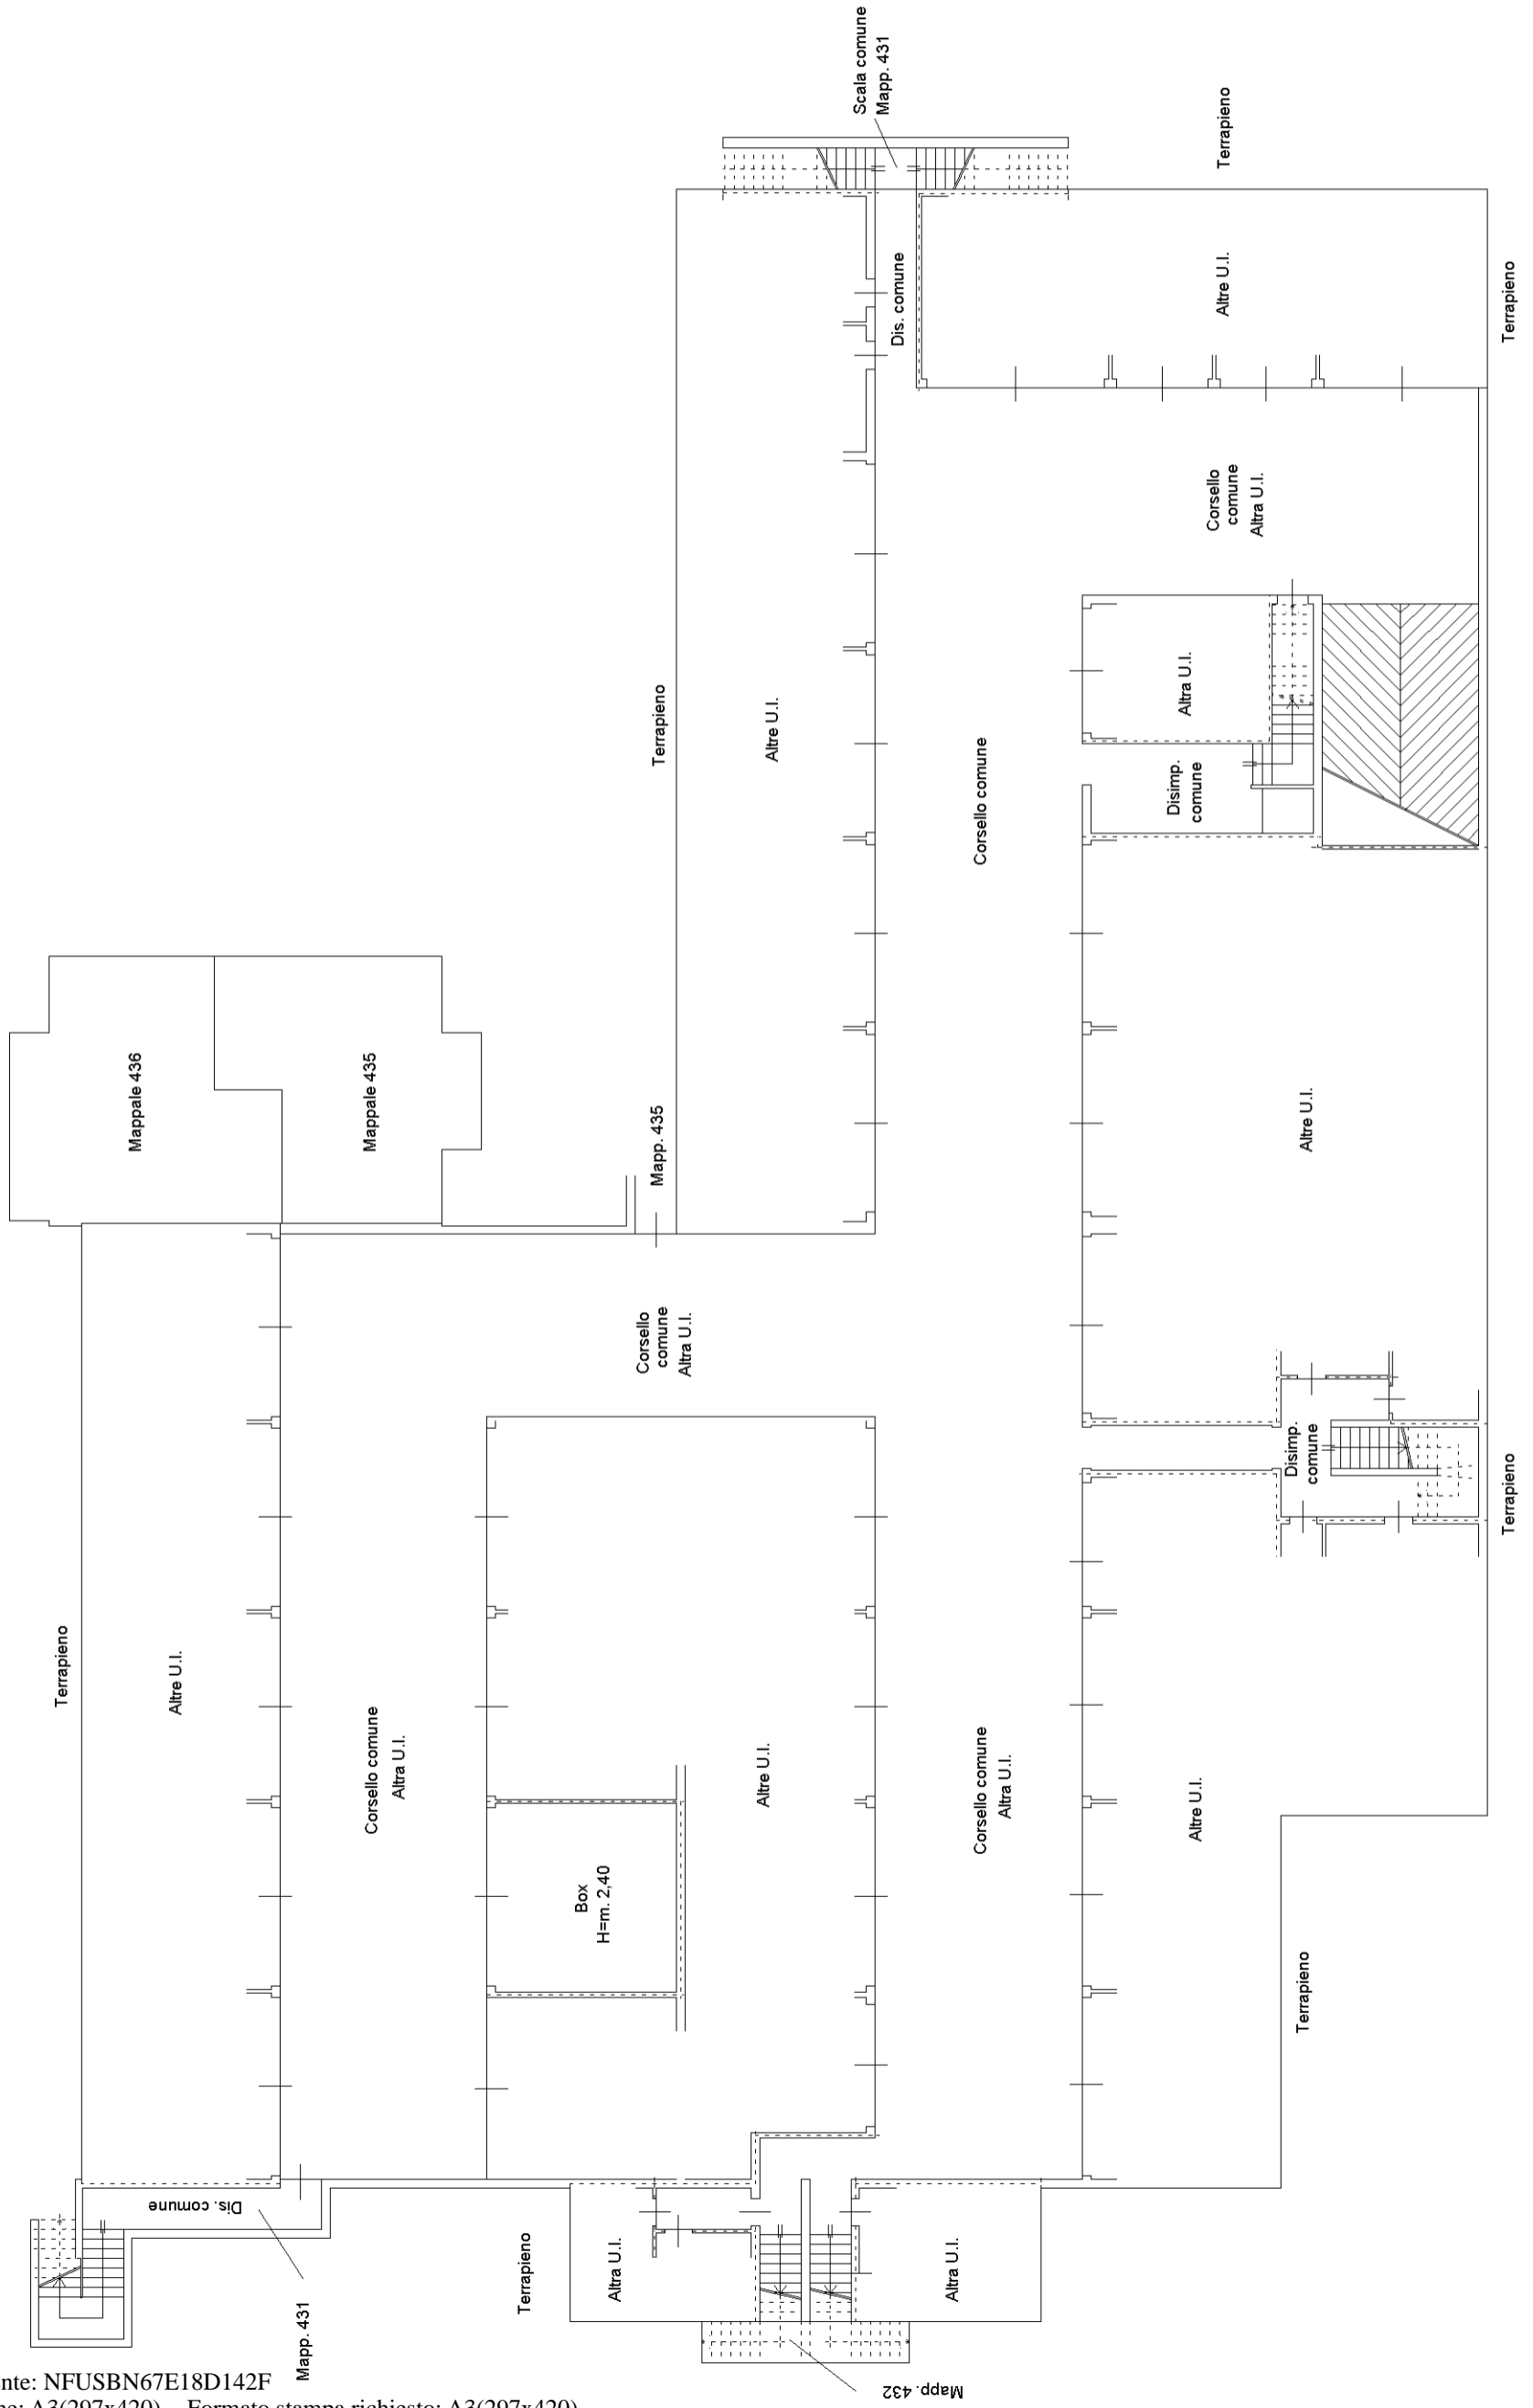 Scala comune
Mapp. 431
Terrapieno
Dis. comune
Altre U.I.
Terrapieno
Corsello
comune
Altra U.I.
Terrapieno
Altre U.I.
Corsello comune
Altra U.I.
Disimp.
comune
Mappale 436
Mappale 435
Mapp. 435
Altre U.I.
Corsello
comune
Altra U.I.
Disimp.
comune
Terrapieno
Terrapieno
Altre U.I.
Corsello comune
Altra U.I.
Box
H=m. 2,40
Altre U.I.
Corsello comune
Altra U.I.
Altre U.I.
Terrapieno
Dis. comune
Mapp. 431
Terrapieno
Altra U.I.
Altra U.I.
Mapp. 432
nte: NFUSBN67E18D142F